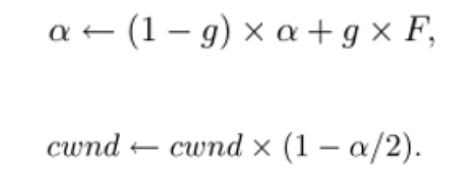 α ← (1 − g) × α + g × F,
cwnd ← cwnd × (1 − α/2).